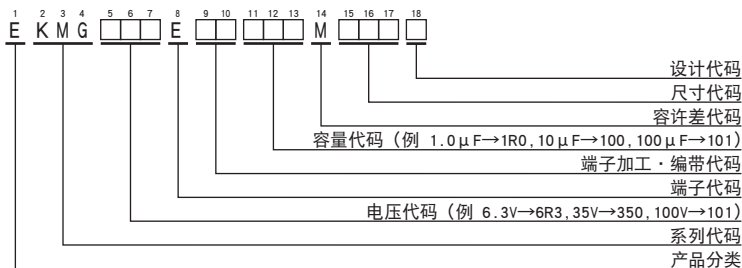 1 2 3 4 5 6 7 8 9 10 11 12 13 14 15 16 17 18
E KMG □□□ E □□ □□□ M □□□ □
设计代码
尺寸代码
容许差代码
容量代码（例 1.0μF→1R0,10μF→100,100μF→101）
端子加工・编带代码
端子代码
电压代码（例 6.3V→6R3,35V→350,100V→101）
系列代码
产品分类